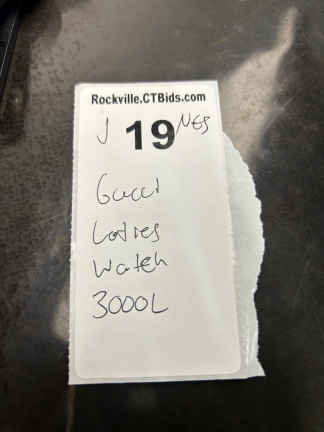 Rockville.CTBids.com
J 19 NES
Gucci
Ladies
Watch
3000L